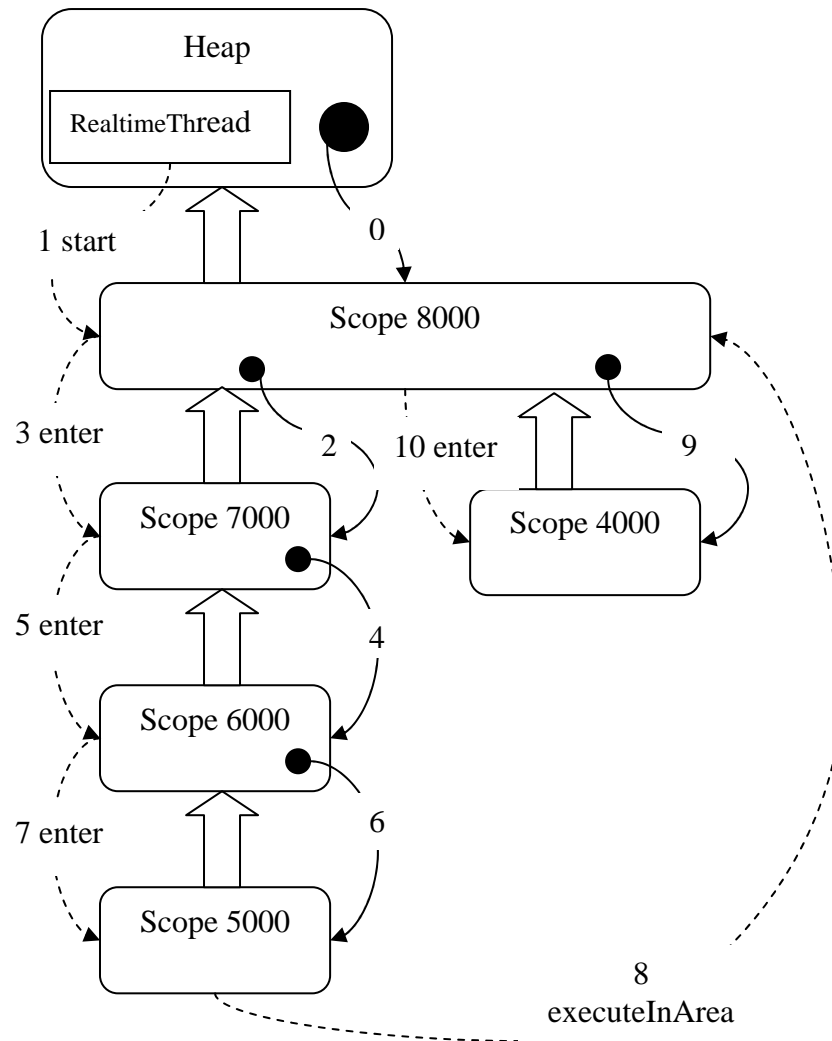 Heap
RealtimeThread
0
1 start
Scope 8000
3 enter
2
10 enter
9
Scope 7000
Scope 4000
5 enter
4
Scope 6000
7 enter
6
Scope 5000
8
executeInArea